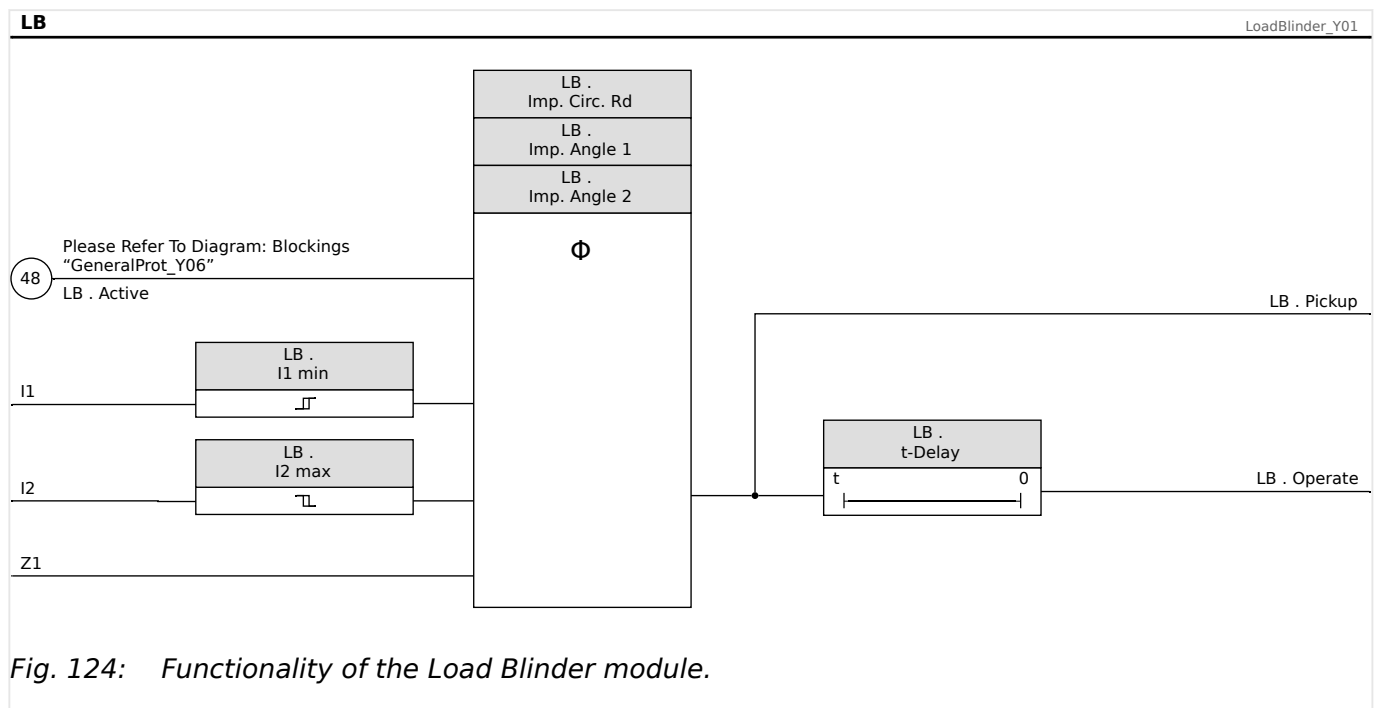 LB
LoadBlinder_Y01
LB .
Imp. Circ. Rd
LB .
Imp. Angle 1
LB .
Imp. Angle 2
Φ
Please Refer To Diagram: Blockings
“GeneralProt_Y06”
48
LB . Active
LB . Pickup
LB .
I1 min
I1
LB .
t-Delay
t 0
LB . Operate
LB .
I2 max
I2
Z1
Fig. 124: Functionality of the Load Blinder module.